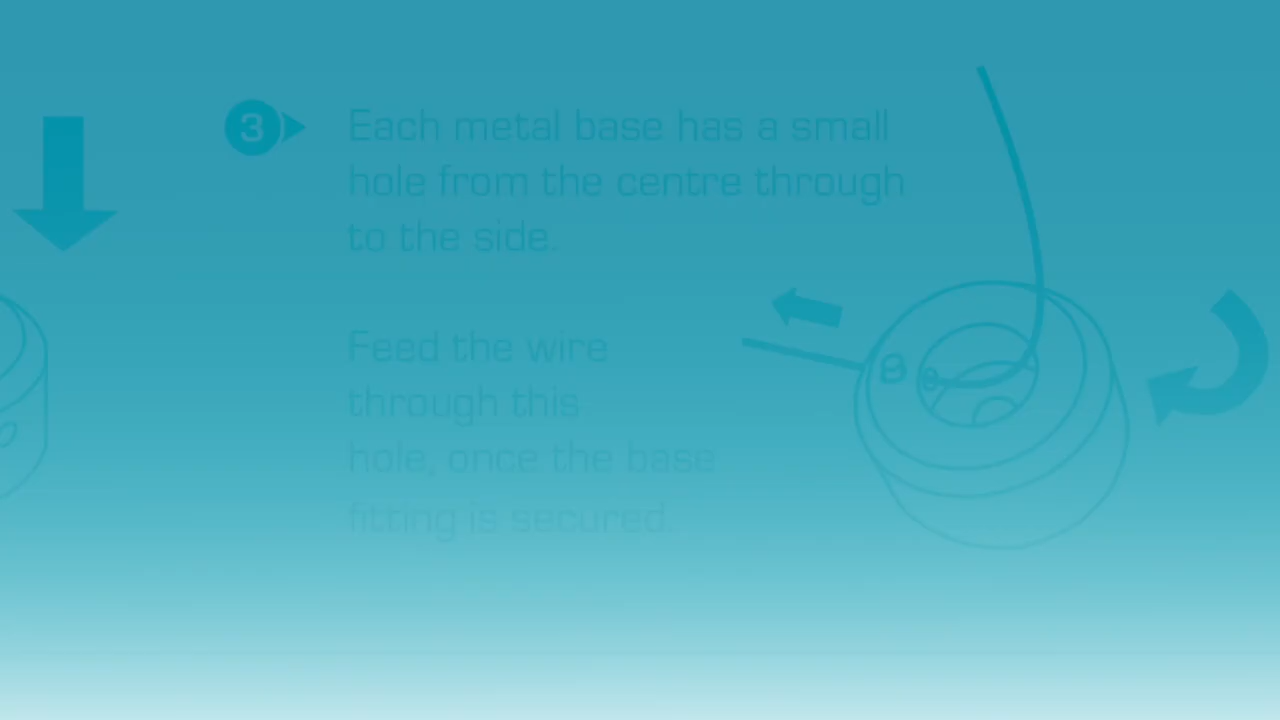 3
Each metal base has a small
hole from the centre through
to the side.
Feed the wire
through this
hole, once the base
fitting is secured.